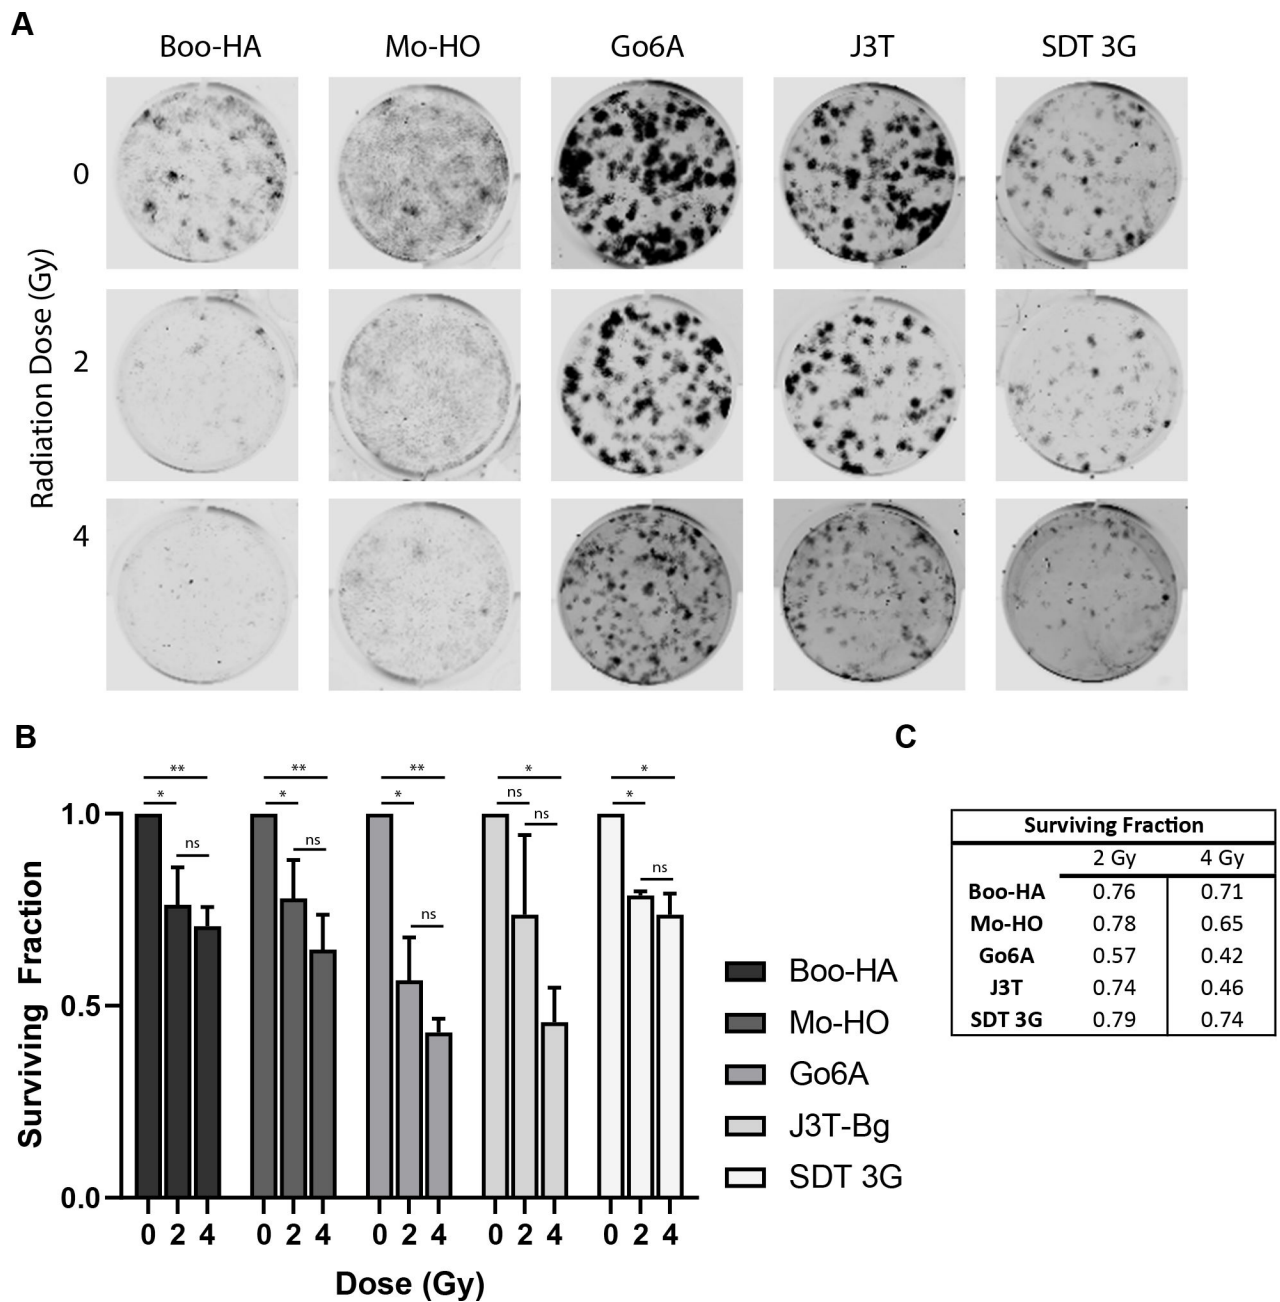 A
Boo-HA Mo-HO Go6A J3T SDT 3G
Radiation Dose (Gy)
0
2
4
B
** ** ** * *
* * * ns *
ns ns ns ns ns
Surviving Fraction
1.0
0.5
0.0
0 2 4 0 2 4 0 2 4 0 2 4 0 2 4
Dose (Gy)
Boo-HA
Mo-HO
Go6A
J3T-Bg
SDT 3G
C
Surviving Fraction
2 Gy 4 Gy
Boo-HA 0.76 0.71
Mo-HO 0.78 0.65
Go6A 0.57 0.42
J3T 0.74 0.46
SDT 3G 0.79 0.74